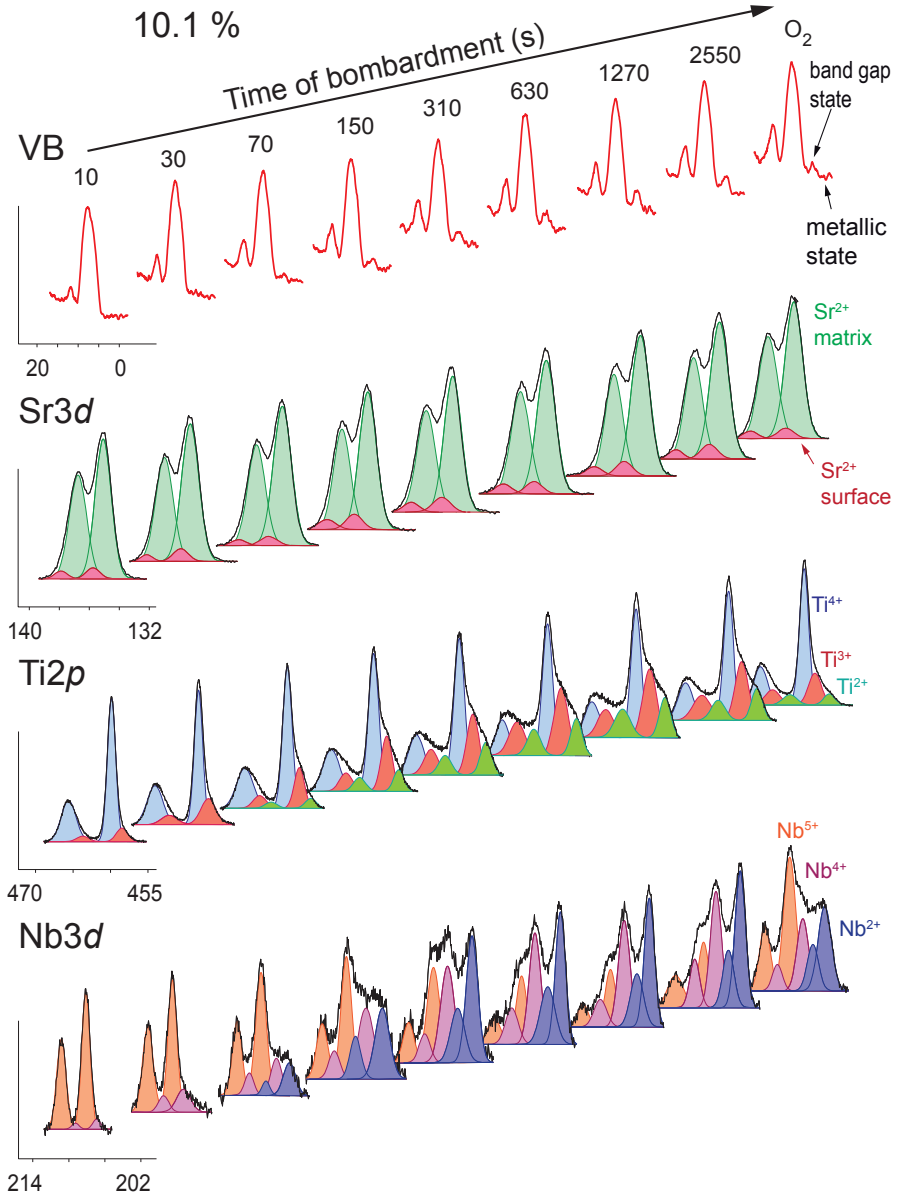 10.1 %
Time of bombardment (s)
O₂
VB
10
30
70
150
310
630
1270
2550
band gap
state
metallic
state
20
0
Sr3d
Sr²⁺
matrix
Sr²⁺
surface
140
132
Ti2p
Ti⁴⁺
Ti³⁺
Ti²⁺
470
455
Nb3d
Nb⁵⁺
Nb⁴⁺
Nb²⁺
214
202